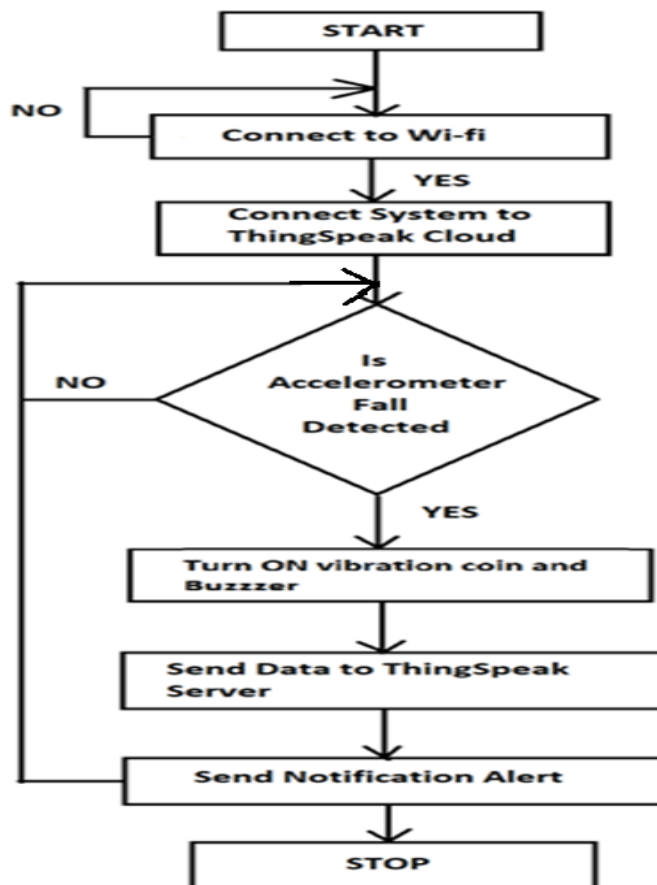 START
NO
Connect to Wi-fi
YES
Connect System to
ThingSpeak Cloud
Is
Accelerometer
Fall
Detected
NO
YES
Turn ON vibration coin and
Buzzzer
Send Data to ThingSpeak
Server
Send Notification Alert
STOP